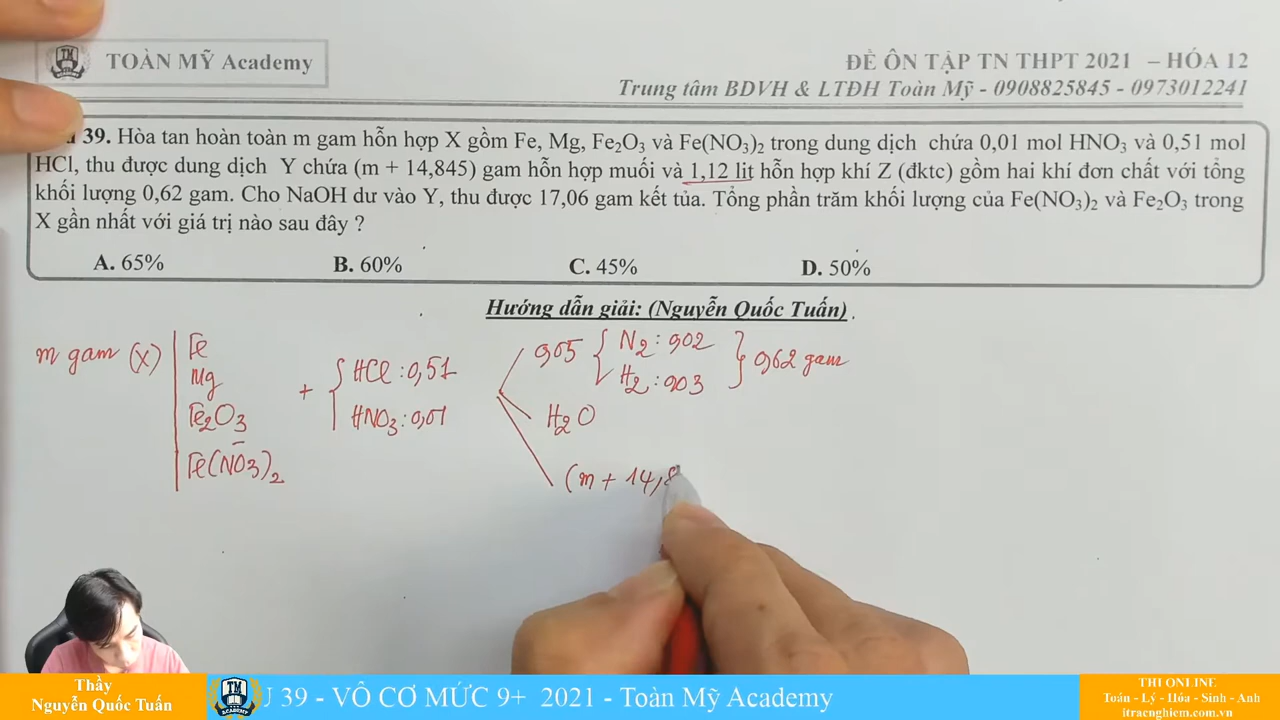 TOÀN MỸ Academy
ĐỀ ÔN TẬP TN THPT 2021 – HÓA 12
Trung tâm BDVH & LTĐH Toàn Mỹ - 0908825845 - 0973012241
39. Hòa tan hoàn toàn m gam hỗn hợp X gồm Fe, Mg, Fe₂O₃ và Fe(NO₃)₂ trong dung dịch chứa 0,01 mol HNO₃ và 0,51 mol
HCl, thu được dung dịch Y chứa (m + 14,845) gam hỗn hợp muối và 1,12 lit hỗn hợp khí Z (đktc) gồm hai khí đơn chất với tổng
khối lượng 0,62 gam. Cho NaOH dư vào Y, thu được 17,06 gam kết tủa. Tổng phần trăm khối lượng của Fe(NO₃)₂ và Fe₂O₃ trong
X gần nhất với giá trị nào sau đây ?
A. 65% B. 60% C. 45% D. 50%
Hướng dẫn giải: (Nguyễn Quốc Tuấn).
m gam (X)
Fe
Mg
Fe₂O₃
Fe(NO₃)₂
+
HCl : 0,51
HNO₃ : 0,01
0,05
N₂ : 0,02
H₂ : 0,03
0,62 gam
H₂O
(m + 14,8
TM
ACADEMY
Thầy
Nguyễn Quốc Tuấn
U 39 - VÔ CƠ MỨC 9+ 2021 - Toàn Mỹ Academy
THI ONLINE
Toán - Lý - Hóa - Sinh - Anh
itracnghiem.com.vn